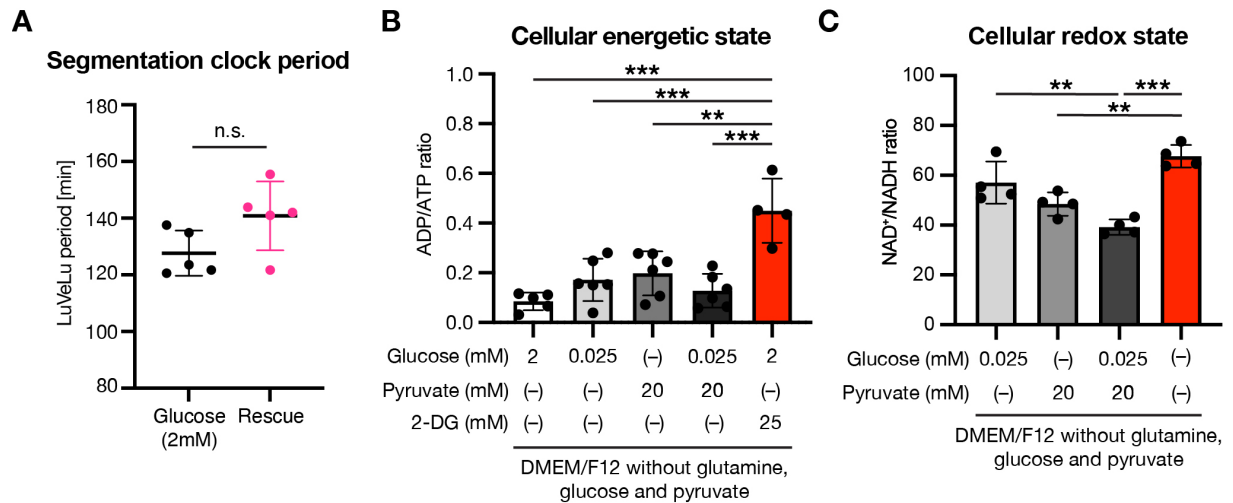 A
Segmentation clock period
LuVeLu period [min]
180
160
140
120
100
80
n.s.
Glucose
(2mM)
Rescue
B
Cellular energetic state
ADP/ATP ratio
1.0
0.8
0.6
0.4
0.2
0.0
***
***
**
***
Glucose (mM) 2 0.025 (–) 0.025 2
Pyruvate (mM) (–) (–) 20 20 (–)
2-DG (mM) (–) (–) (–) (–) 25
DMEM/F12 without glutamine,
glucose and pyruvate
C
Cellular redox state
NAD⁺/NADH ratio
100
80
60
40
20
0
** ***
**
Glucose (mM) 0.025 (–) 0.025 (–)
Pyruvate (mM) (–) 20 20 (–)
DMEM/F12 without glutamine,
glucose and pyruvate